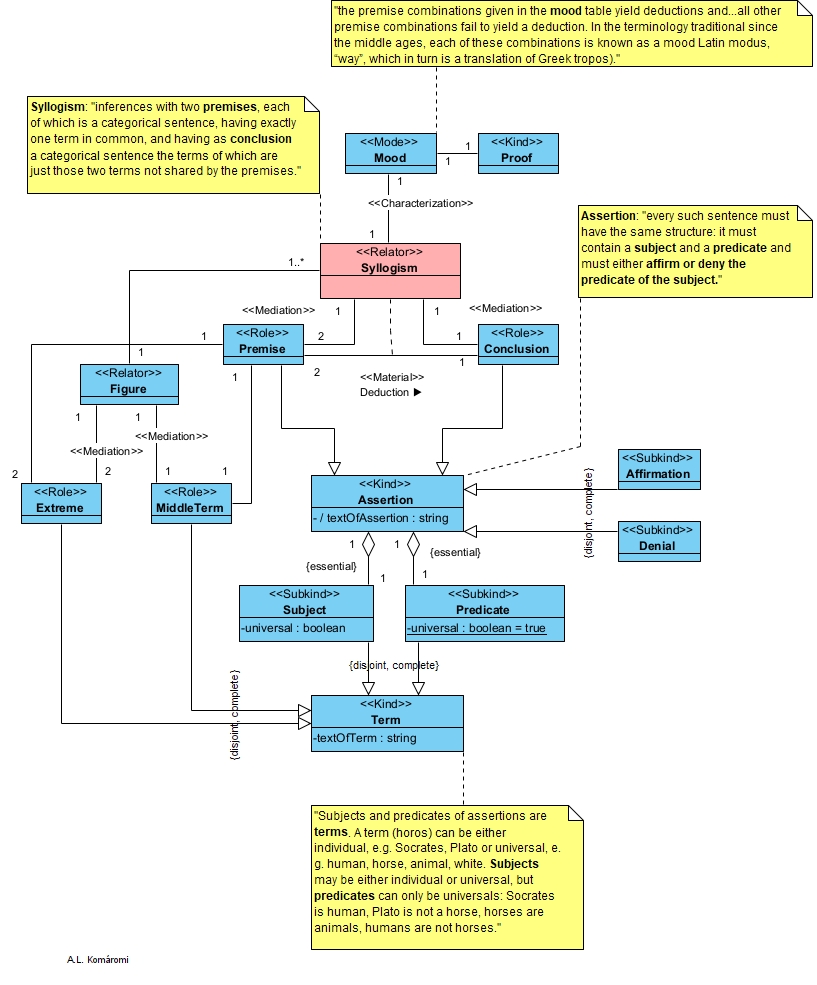 "the premise combinations given in the mood table yield deductions and...all other
premise combinations fail to yield a deduction. In the terminology traditional since
the middle ages, each of these combinations is known as a mood Latin modus,
“way”, which in turn is a translation of Greek tropos)."
Syllogism: "inferences with two premises, each
of which is a categorical sentence, having exactly
one term in common, and having as conclusion
a categorical sentence the terms of which are
just those two terms not shared by the premises."
<<Mode>>
Mood
1
1
<<Kind>>
Proof
1
<<Characterization>>
1
Assertion: "every such sentence must
have the same structure: it must
contain a subject and a predicate and
must either affirm or deny the
predicate of the subject."
<<Relator>>
Syllogism
1..*
<<Mediation>>
1
1
<<Mediation>>
1
<<Role>>
Premise
2
1
<<Role>>
Conclusion
2
1
<<Material>>
Deduction ▶
1
1
<<Relator>>
Figure
1
1
<<Mediation>>
<<Mediation>>
2
2
1
1
<<Role>>
Extreme
<<Role>>
MiddleTerm
<<Kind>>
Assertion
- / textOfAssertion : string
{disjoint, complete}
<<Subkind>>
Affirmation
<<Subkind>>
Denial
1
1
{essential}
{essential}
1
1
<<Subkind>>
Subject
-universal : boolean
<<Subkind>>
Predicate
-universal : boolean = true
{disjoint, complete}
{disjoint, complete}
<<Kind>>
Term
-textOfTerm : string
"Subjects and predicates of assertions are
terms. A term (horos) can be either
individual, e.g. Socrates, Plato or universal, e.
g. human, horse, animal, white. Subjects
may be either individual or universal, but
predicates can only be universals: Socrates
is human, Plato is not a horse, horses are
animals, humans are not horses."
A.L. Komáromi